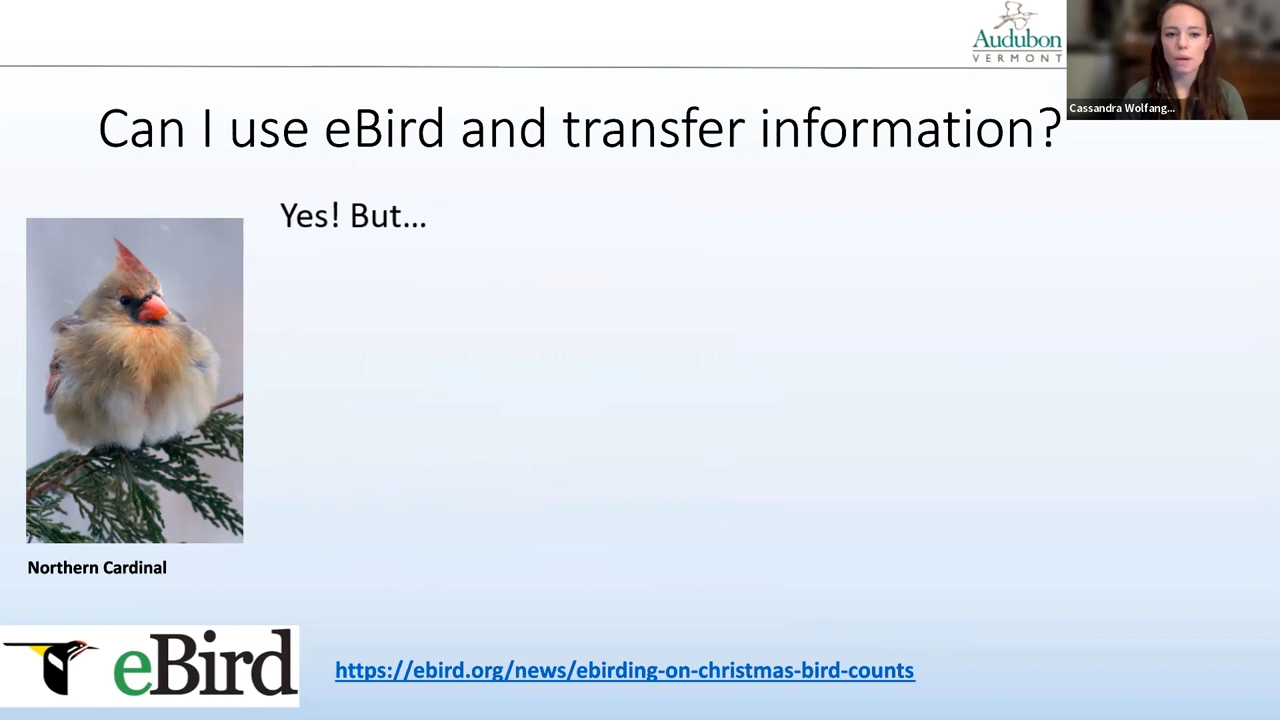 Audubon
VERMONT
Cassandra Wolfang...
Can I use eBird and transfer information?
Yes! But...
Northern Cardinal
eBird
https://ebird.org/news/ebirding-on-christmas-bird-counts